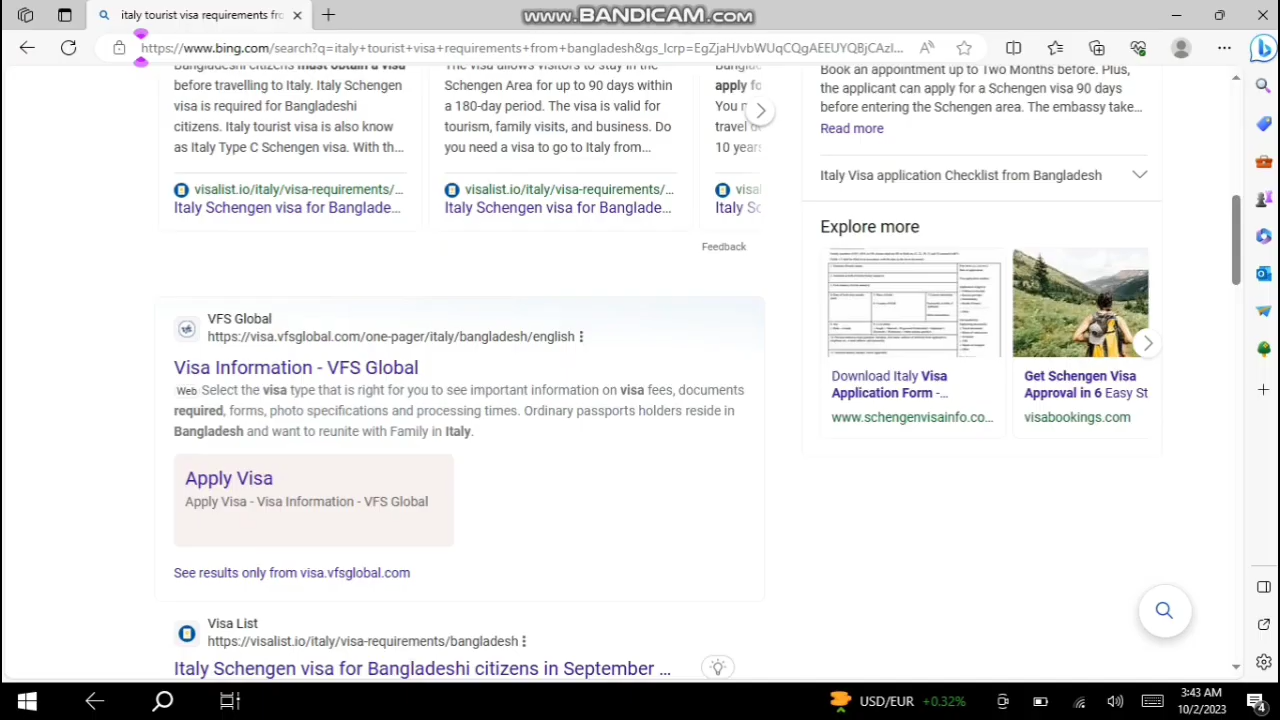 italy tourist visa requirements fro
www.BANDICAM.com
https://www.bing.com/search?q=italy+tourist+visa+requirements+from+bangladesh&gs_lcrp=EgZjaHJvbWUqCQgAEEUYQBjCAzI...
Bangladeshi citizens must obtain a visa
before travelling to Italy. Italy Schengen
visa is required for Bangladeshi
citizens. Italy tourist visa is also know
as Italy Type C Schengen visa. With th...
visalist.io/italy/visa-requirements/...
Italy Schengen visa for Banglade...
The visa allows visitors to stay in the
Schengen Area for up to 90 days within
a 180-day period. The visa is valid for
tourism, family visits, and business. Do
you need a visa to go to Italy from...
visalist.io/italy/visa-requirements/...
Italy Schengen visa for Banglade...
apply fo
You n
travel d
10 years
visa
Italy Sc
Feedback
Book an appointment up to Two Months before. Plus,
the applicant can apply for a Schengen visa 90 days
before entering the Schengen area. The embassy take...
Read more
Italy Visa application Checklist from Bangladesh
Explore more
Download Italy Visa
Application Form -...
www.schengenvisainfo.co...
Get Schengen Visa
Approval in 6 Easy St
visabookings.com
VFS Global
https://visa.vfsglobal.com/one-pager/italy/bangladesh/english
Visa Information - VFS Global
Web Select the visa type that is right for you to see important information on visa fees, documents
required, forms, photo specifications and processing times. Ordinary passports holders reside in
Bangladesh and want to reunite with Family in Italy.
Apply Visa
Apply Visa - Visa Information - VFS Global
See results only from visa.vfsglobal.com
Visa List
https://visalist.io/italy/visa-requirements/bangladesh
Italy Schengen visa for Bangladeshi citizens in September ...
USD/EUR +0.32%
3:43 AM
10/2/2023
4